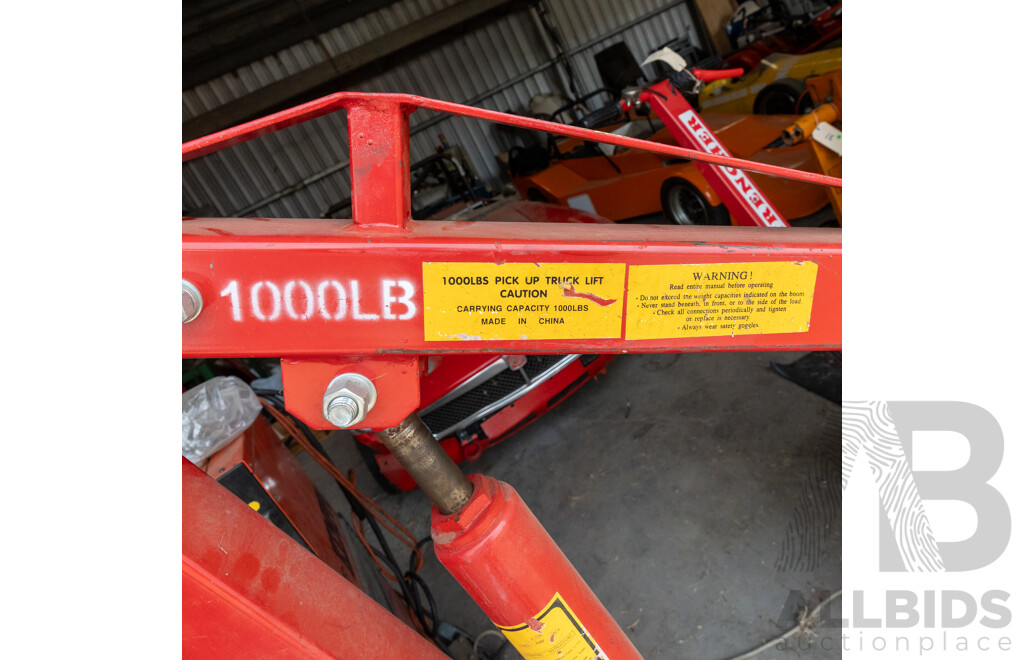 RENCHER
1000LB
1000LBS PICK UP TRUCK LIFT
CAUTION
CARRYING CAPACITY 1000LBS
MADE IN CHINA
WARNING!
Read entire manual before operating
- Do not exceed the weight capacities indicated on the boom
- Never stand beneath, in front, or to the side of the load.
- Check all connections periodically and tighten
or replace is necessary.
- Always wear safety goggles.
AB
ALLBIDS
auctionplace